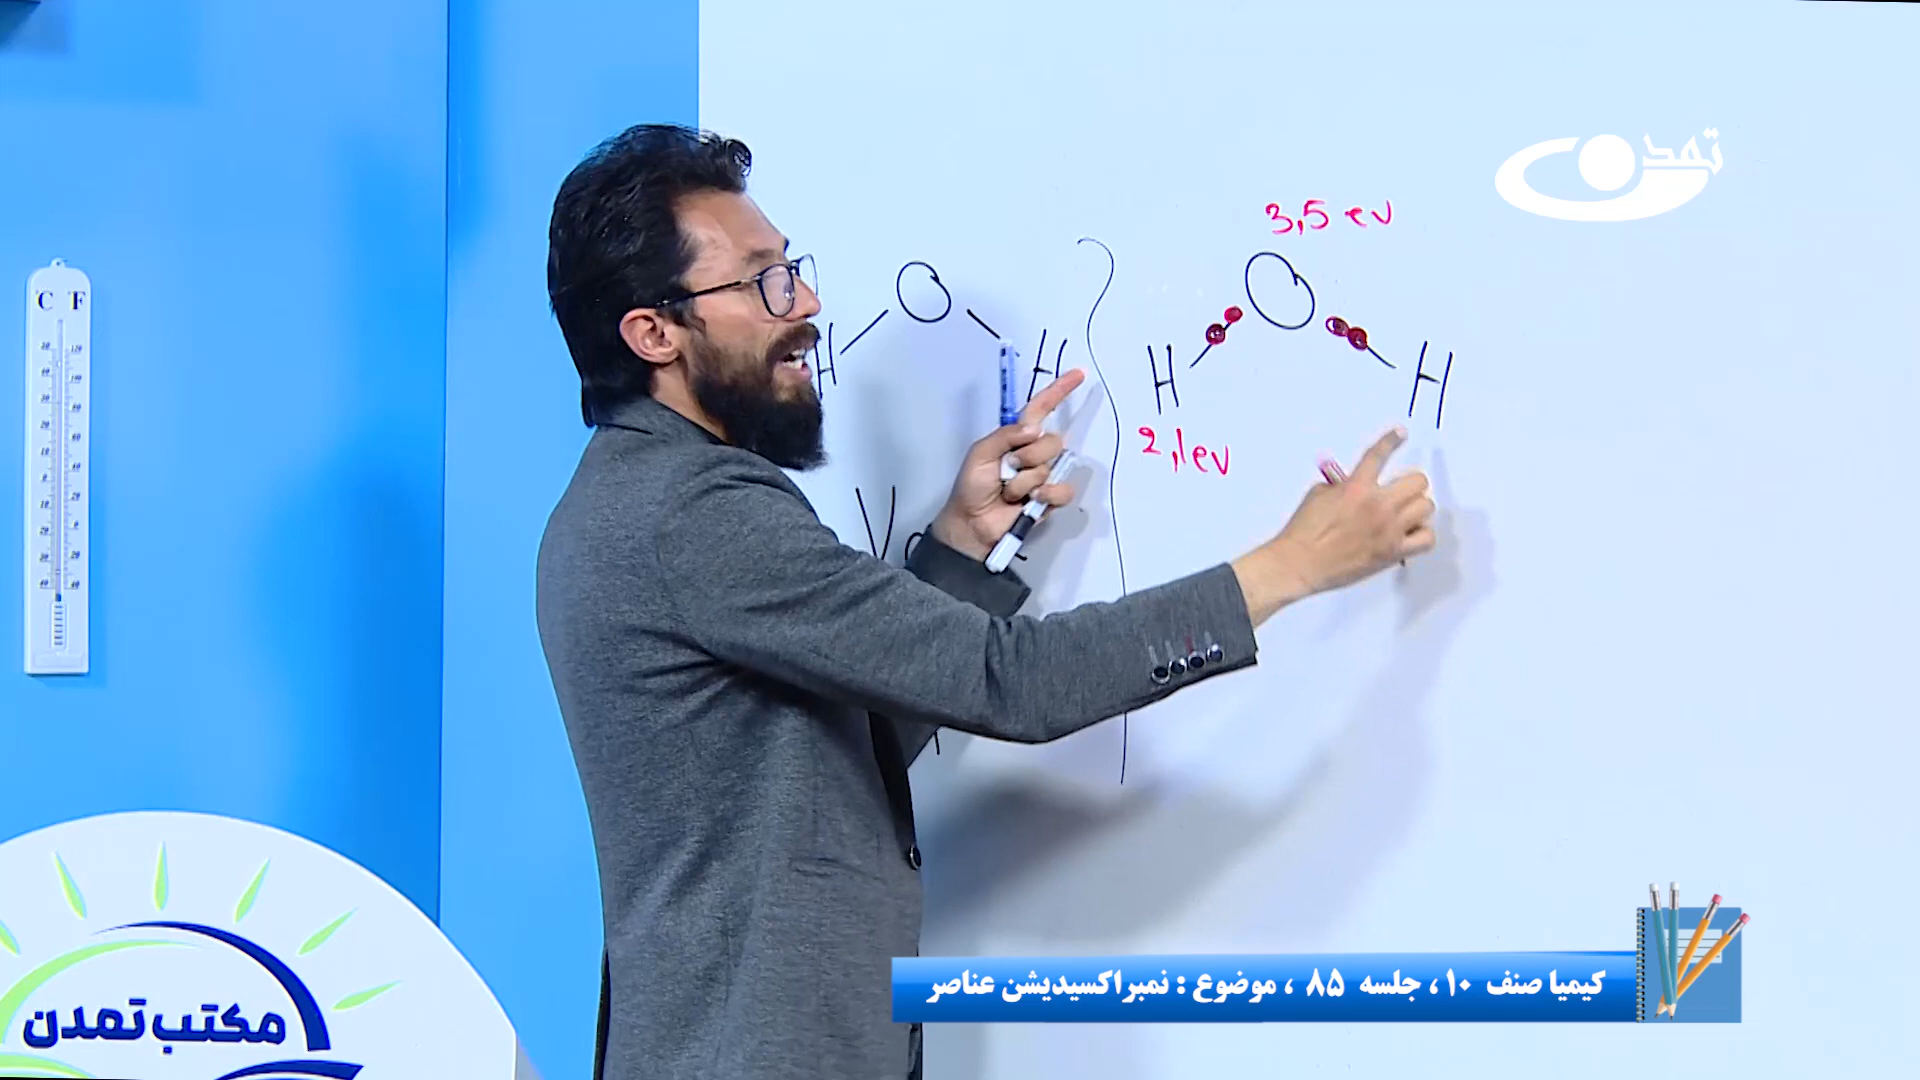 تمدن
3,5 ev
O
H
H
O
H
H
2,1ev
°C °F
کیمیا صنف ۱۰، جلسه ۸۵ ، موضوع : نمبراکسیدیشن عناصر
مکتب تمدن